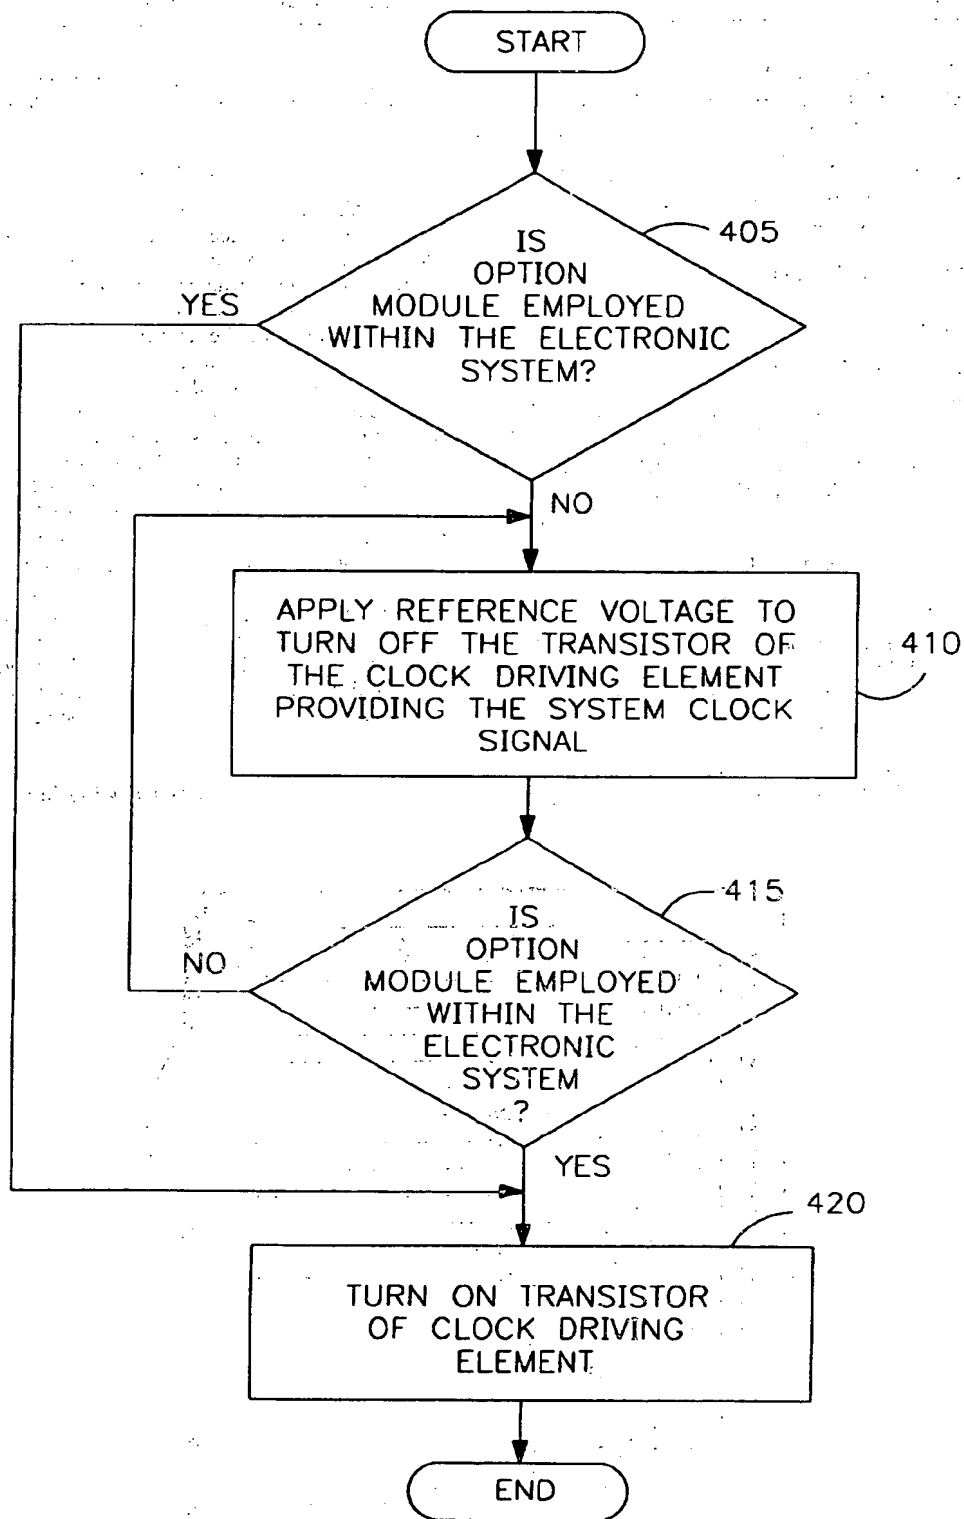 START
405
IS
OPTION
MODULE EMPLOYED
WITHIN THE ELECTRONIC
SYSTEM?
YES
NO
APPLY REFERENCE VOLTAGE TO
TURN OFF THE TRANSISTOR OF
THE CLOCK DRIVING ELEMENT
PROVIDING THE SYSTEM CLOCK
SIGNAL
410
415
IS
OPTION
MODULE EMPLOYED
WITHIN THE
ELECTRONIC
SYSTEM
?
NO
YES
420
TURN ON TRANSISTOR
OF CLOCK DRIVING
ELEMENT
END